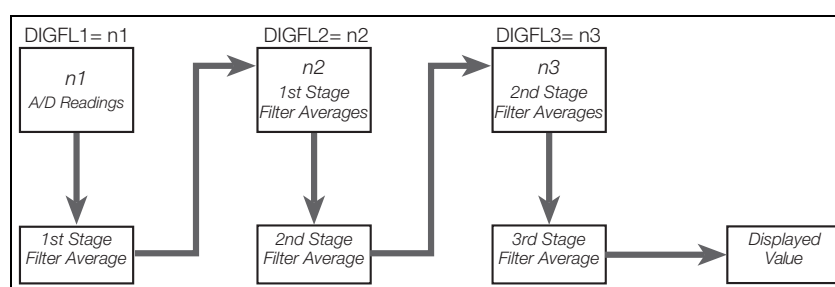 DIGFL1= n1
DIGFL2= n2
DIGFL3= n3
n1
A/D Readings
n2
1st Stage
Filter Averages
n3
2nd Stage
Filter Averages
1st Stage
Filter Average
2nd Stage
Filter Average
3rd Stage
Filter Average
Displayed
Value